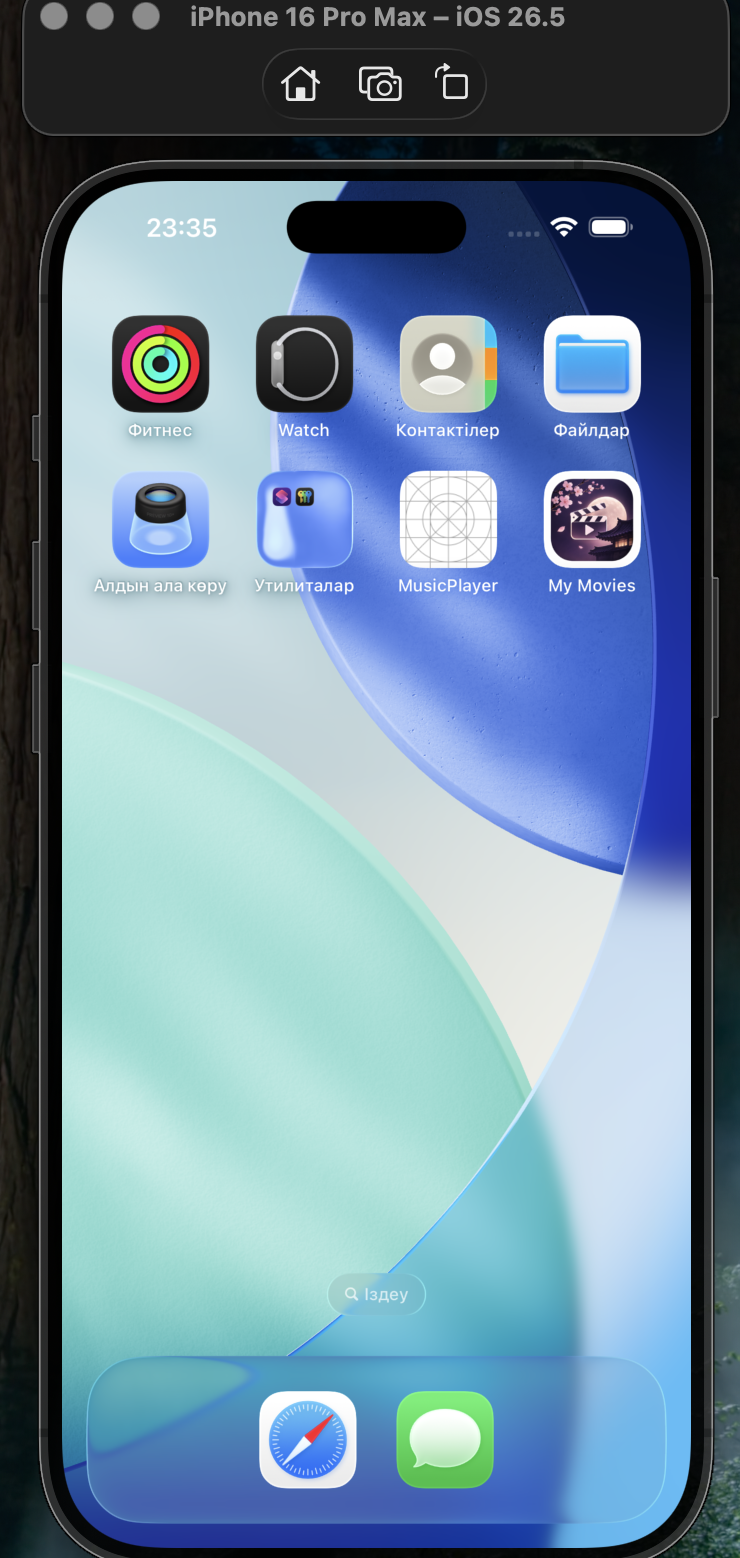 iPhone 16 Pro Max – iOS 26.5
23:35
Фитнес
Watch
Контактілер
Файлдар
Алдын ала көру
Утилиталар
MusicPlayer
My Movies
Іздеу